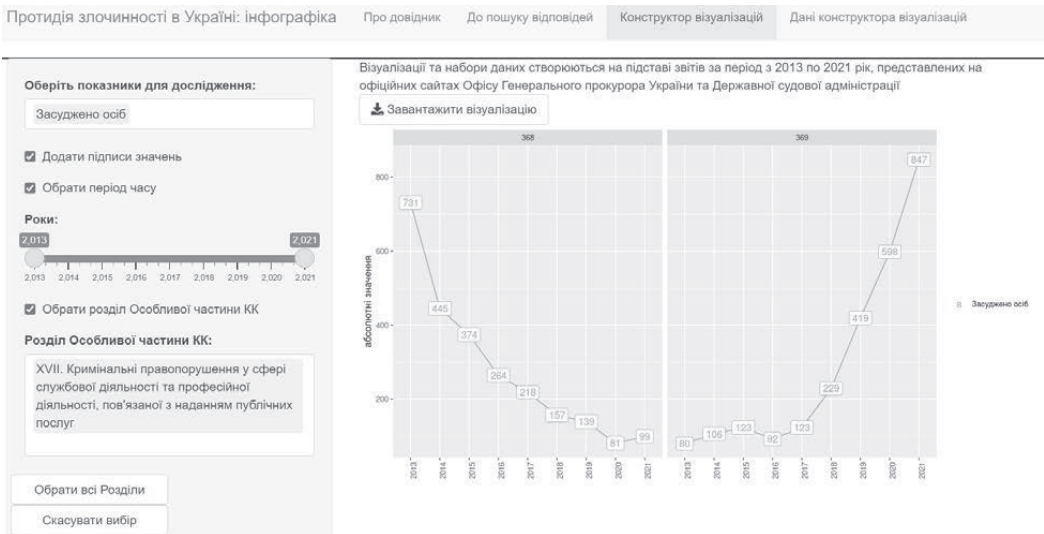 Протидія злочинності в Україні: інфографіка
Про довідник
До пошуку відповідей
Конструктор візуалізацій
Дані конструктора візуалізацій
Оберіть показники для дослідження:
Засуджено осіб
Додати підписи значень
Обрати період часу
Роки:
2,013
2,021
2,013 2,014 2,015 2,016 2,017 2,018 2,019 2,020 2,021
Обрати розділ Особливої частини КК
Розділ Особливої частини КК:
XVII. Кримінальні правопорушення у сфері
службової діяльності та професійної
діяльності, пов'язаної з наданням публічних
послуг
Обрати всі Розділи
Скасувати вибір
Візуалізації та набори даних створюються на підставі звітів за період з 2013 по 2021 рік, представлених на
офіційних сайтах Офісу Генерального прокурора України та Державної судової адміністрації
Завантажити візуалізацію
368
369
абсолютні значення
800
600
400
200
731
445
374
264
218
157
139
81
99
80
106
123
92
123
229
419
598
847
2013 2014 2015 2016 2017 2018 2019 2020 2021
2013 2014 2015 2016 2017 2018 2019 2020 2021
Засуджено осіб